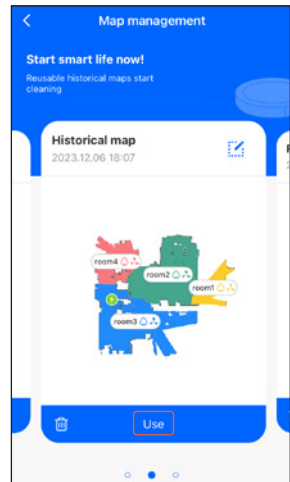 Map management
Start smart life now!
Reusable historical maps start
cleaning
Historical map
2023.12.06 18:07
room4
room2
room1
room3
Use